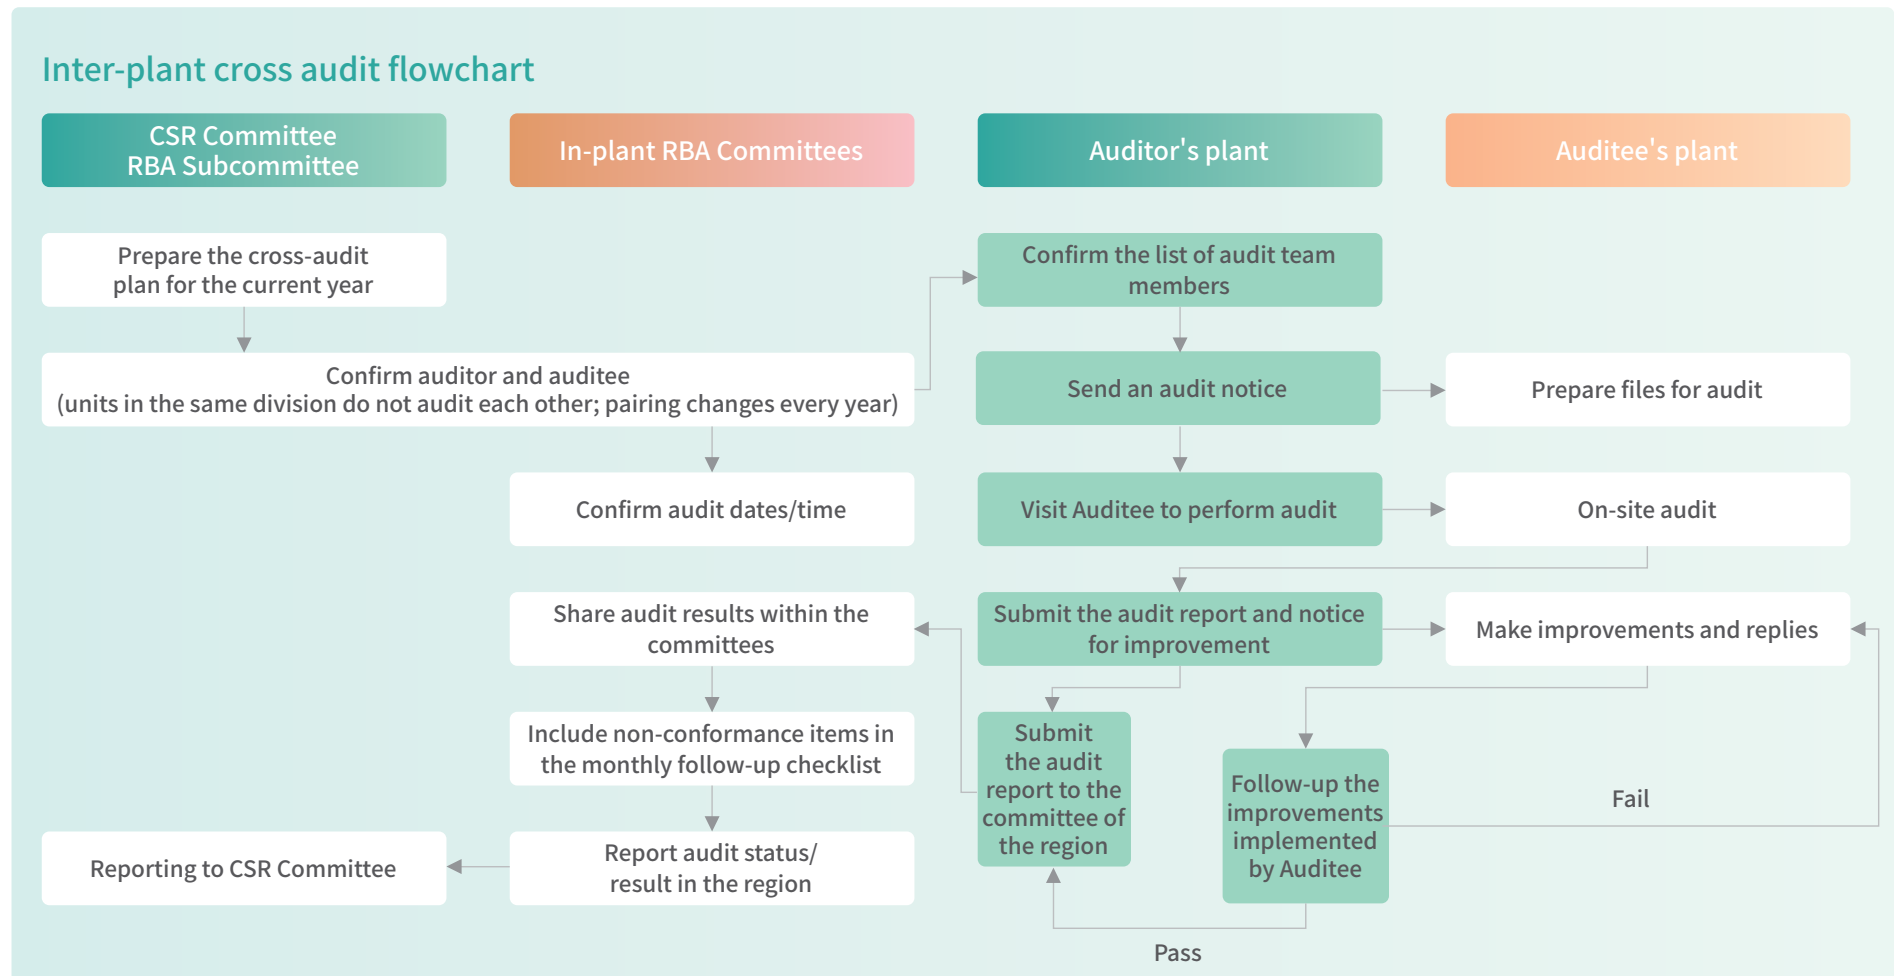 Inter-plant cross audit flowchart
CSR Committee
RBA Subcommittee
In-plant RBA Committees
Auditor's plant
Auditee's plant
Prepare the cross-audit
plan for the current year
Confirm the list of audit team
members
Confirm auditor and auditee
(units in the same division do not audit each other; pairing changes every year)
Send an audit notice
Prepare files for audit
Confirm audit dates/time
Visit Auditee to perform audit
On-site audit
Share audit results within the
committees
Submit the audit report and notice
for improvement
Make improvements and replies
Include non-conformance items in
the monthly follow-up checklist
Submit
the audit
report to the
committee of
the region
Follow-up the
improvements
implemented
by Auditee
Fail
Reporting to CSR Committee
Report audit status/
result in the region
Pass